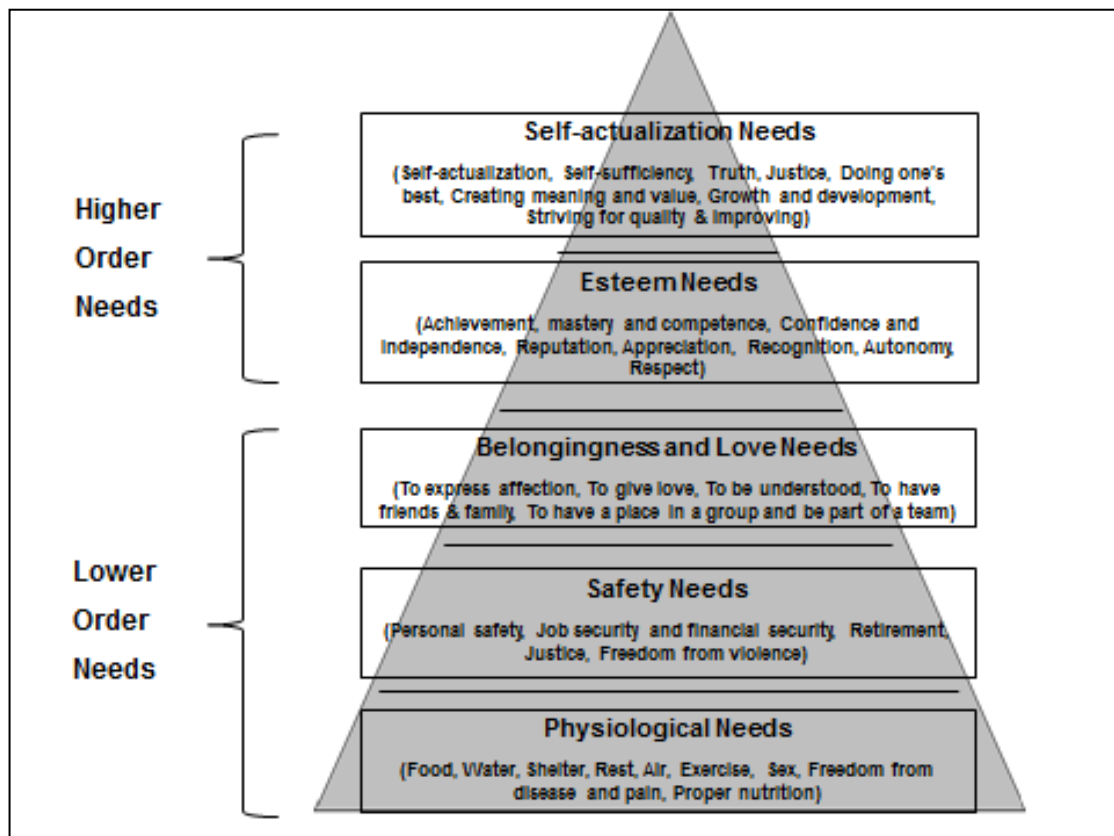 Self-actualization Needs
(Self-actualization, Self-sufficiency, Truth, Justice, Doing one's
best, Creating meaning and value, Growth and development,
Striving for quality & improving)
Higher
Order
Needs
Esteem Needs
(Achievement, mastery and competence, Confidence and
independence, Reputation, Appreciation, Recognition, Autonomy,
Respect)
Belongingness and Love Needs
(To express affection, To give love, To be understood, To have
friends & family, To have a place in a group and be part of a team)
Lower
Order
Needs
Safety Needs
(Personal safety, Job security and financial security, Retirement,
Justice, Freedom from violence)
Physiological Needs
(Food, Water, Shelter, Rest, Air, Exercise, Sex, Freedom from
disease and pain, Proper nutrition)